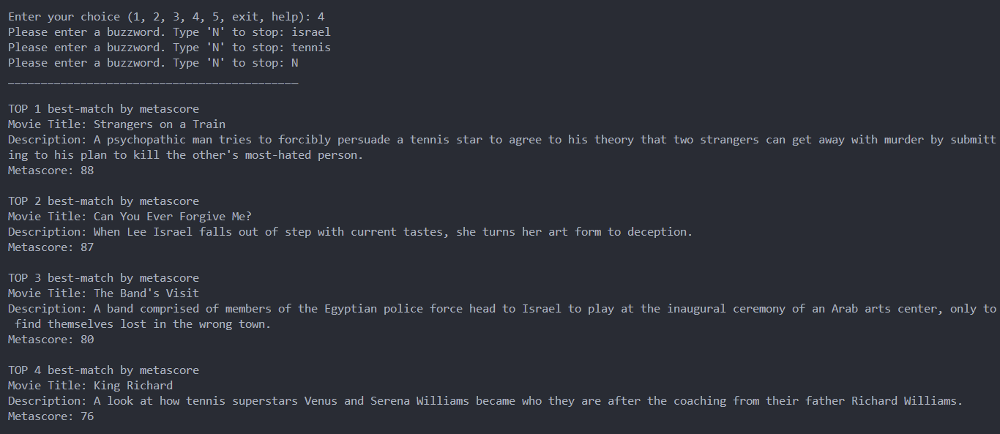 Enter your choice (1, 2, 3, 4, 5, exit, help): 4
Please enter a buzzword. Type 'N' to stop: israel
Please enter a buzzword. Type 'N' to stop: tennis
Please enter a buzzword. Type 'N' to stop: N
____________________________________________
TOP 1 best-match by metascore
Movie Title: Strangers on a Train
Description: A psychopathic man tries to forcibly persuade a tennis star to agree to his theory that two strangers can get away with murder by submitt
ing to his plan to kill the other's most-hated person.
Metascore: 88
TOP 2 best-match by metascore
Movie Title: Can You Ever Forgive Me?
Description: When Lee Israel falls out of step with current tastes, she turns her art form to deception.
Metascore: 87
TOP 3 best-match by metascore
Movie Title: The Band's Visit
Description: A band comprised of members of the Egyptian police force head to Israel to play at the inaugural ceremony of an Arab arts center, only to
 find themselves lost in the wrong town.
Metascore: 80
TOP 4 best-match by metascore
Movie Title: King Richard
Description: A look at how tennis superstars Venus and Serena Williams became who they are after the coaching from their father Richard Williams.
Metascore: 76